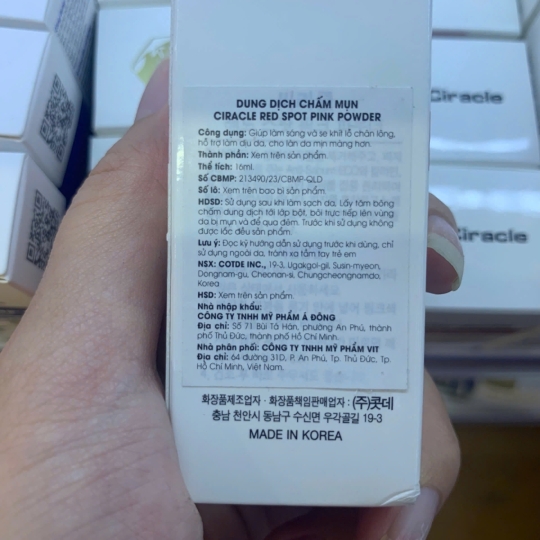 DUNG DỊCH CHẤM MỤN
CIRACLE RED SPOT PINK POWDER
Công dụng: Giúp làm sáng và se khít lỗ chân lông,
hỗ trợ làm dịu da, cho làn da mịn màng hơn.
Thành phần: Xem trên sản phẩm.
Thể tích: 16ml.
Số CBMP: 213490/23/CBMP-QLD
Số lô: Xem trên bao bì sản phẩm.
HDSD: Sử dụng sau khi làm sạch da. Lấy tăm bông
chấm dung dịch tới lớp bột, bôi trực tiếp lên vùng
da bị mụn và để qua đêm. Trước khi sử dụng không
được lắc đều sản phẩm.
Lưu ý: Đọc kỹ hướng dẫn sử dụng trước khi dùng, chỉ
sử dụng ngoài da, tránh xa tầm tay trẻ em
NSX: COTDE INC., 19-3, Ugakgol-gil, Susin-myeon,
Dongnam-gu, Cheonan-si, Chungcheongnamdo,
Korea
HSD: Xem trên sản phẩm.
Nhà nhập khẩu:
CÔNG TY TNHH MỸ PHẨM Á ĐÔNG
Địa chỉ: Số 71 Bùi Tá Hán, phường An Phú, thành
phố Thủ Đức, thành phố Hồ Chí Minh.
Nhà phân phối: CÔNG TY TNHH MỸ PHẨM VIT
Địa chỉ: 64 đường 31D, P. An Phú, Tp. Thủ Đức, Tp.
Hồ Chí Minh, Việt Nam.
화장품제조업자 · 화장품책임판매업자 : (주)콧데
충남 천안시 동남구 수신면 우각골길 19-3
MADE IN KOREA
Ciracle
Ciracle